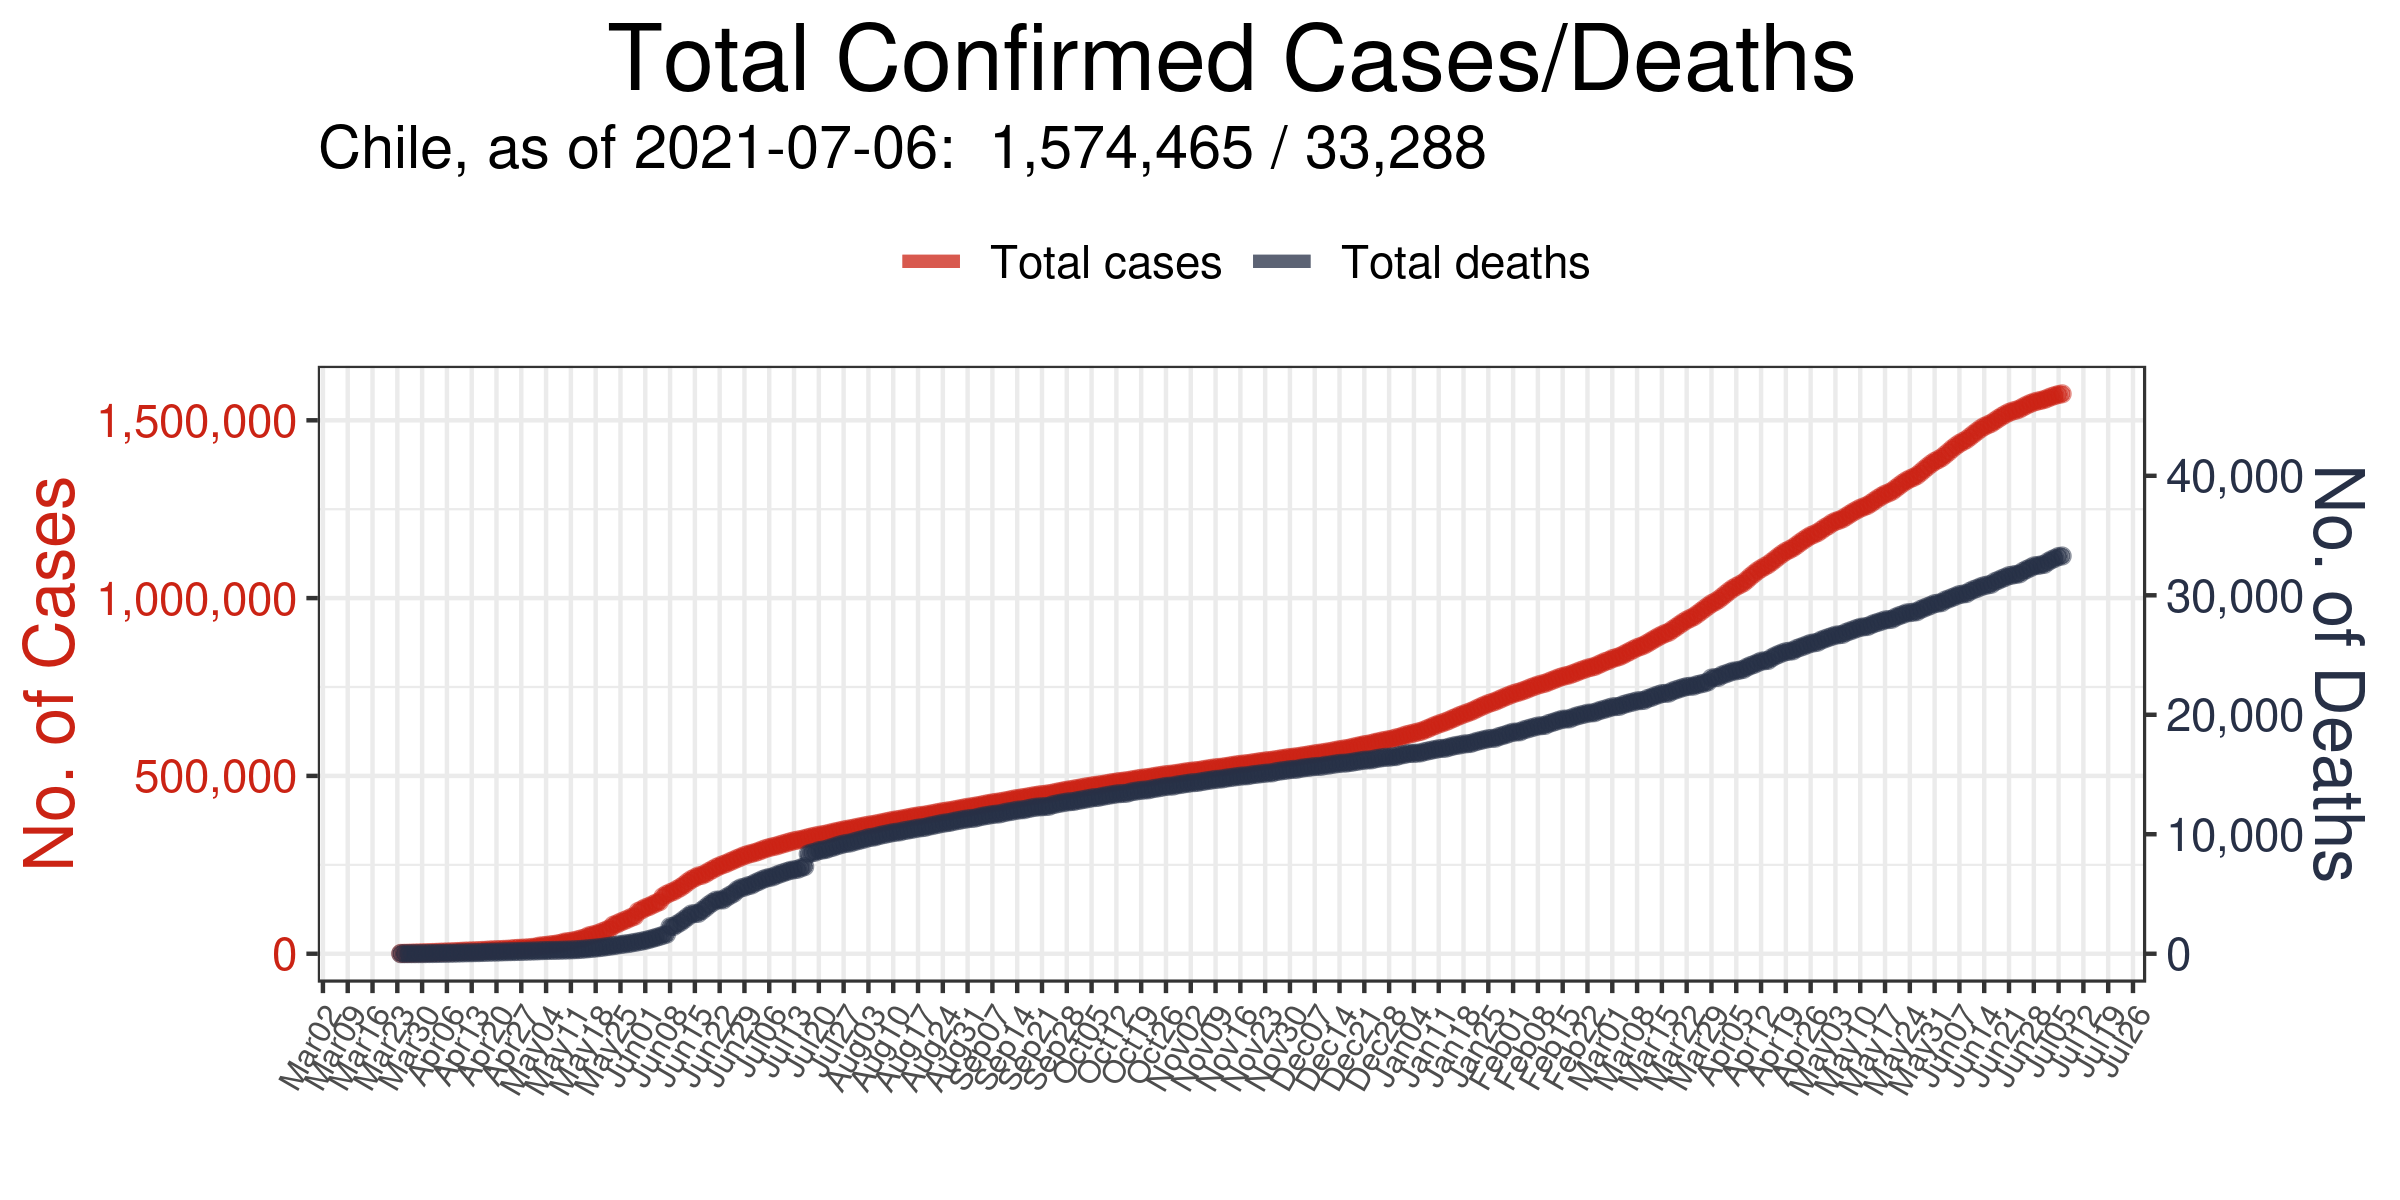 Total Confirmed Cases/Deaths
Chile, as of 2021-07-06:  1,574,465 / 33,288
Total cases
Total deaths
No. of Cases
1,500,000
1,000,000
500,000
0
40,000
30,000
20,000
10,000
0
No. of Deaths
Mar02
Mar09
Mar16
Mar23
Mar30
Apr06
Apr13
Apr20
Apr27
May04
May11
May18
May25
Jun01
Jun08
Jun15
Jun22
Jun29
Jul06
Jul13
Jul20
Jul27
Aug03
Aug10
Aug17
Aug24
Aug31
Sep07
Sep14
Sep21
Sep28
Oct05
Oct12
Oct19
Oct26
Nov02
Nov09
Nov16
Nov23
Nov30
Dec07
Dec14
Dec21
Dec28
Jan04
Jan11
Jan18
Jan25
Feb01
Feb08
Feb15
Feb22
Mar01
Mar08
Mar15
Mar22
Mar29
Apr05
Apr12
Apr19
Apr26
May03
May10
May17
May24
May31
Jun07
Jun14
Jun21
Jun28
Jul05
Jul12
Jul19
Jul26